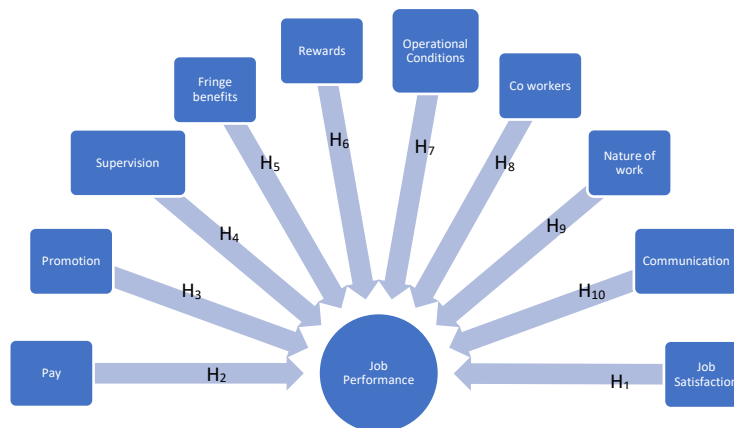 Rewards
Operational
Conditions
Fringe
benefits
Co workers
Supervision
Nature of
work
Promotion
Communication
Pay
Job
Satisfaction
Job
Performance
H₁
H₂
H₃
H₄
H₅
H₆
H₇
H₈
H₉
H₁₀